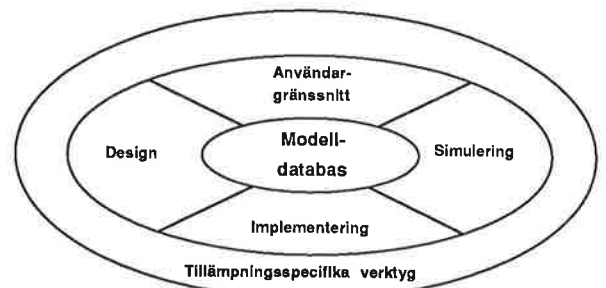 Användar-
gränssnitt
Design
Modell-
databas
Simulering
Implementering
Tillämpningsspecifika verktyg